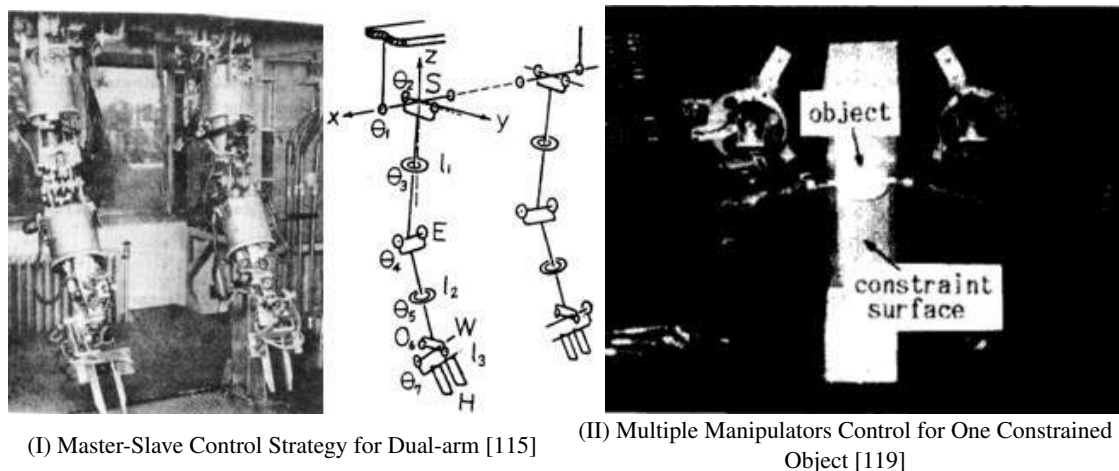 z
θ₂ S
x
y
θ₁
θ₃ l₁
E
θ₄
l₂
θ₅
W
Θ₆
l₃
θ₇
H
object
constraint
surface
(I) Master-Slave Control Strategy for Dual-arm [115]
(II) Multiple Manipulators Control for One Constrained
Object [119]